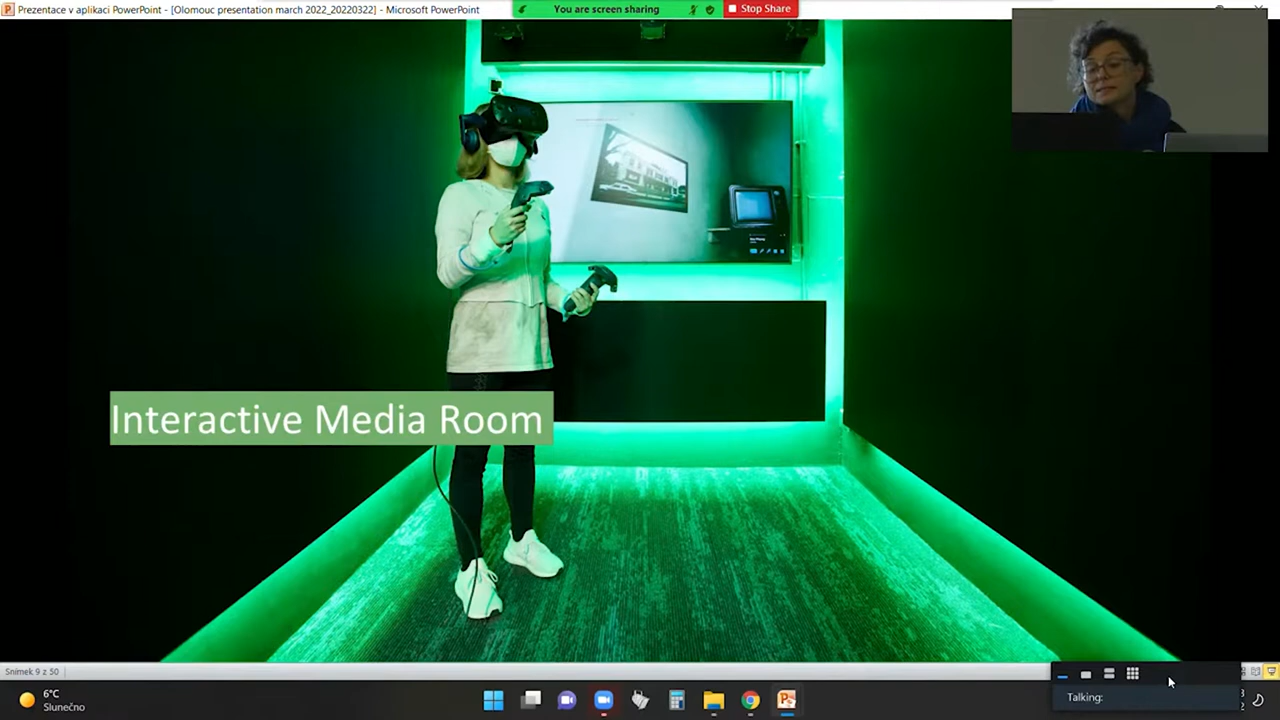 Prezentace v aplikaci PowerPoint - [Olomouc presentation march 2022_20220322] - Microsoft PowerPoint
You are screen sharing
Stop Share
Interactive Media Room
Snímek 9 z 50
Talking:
6°C
Slunečno